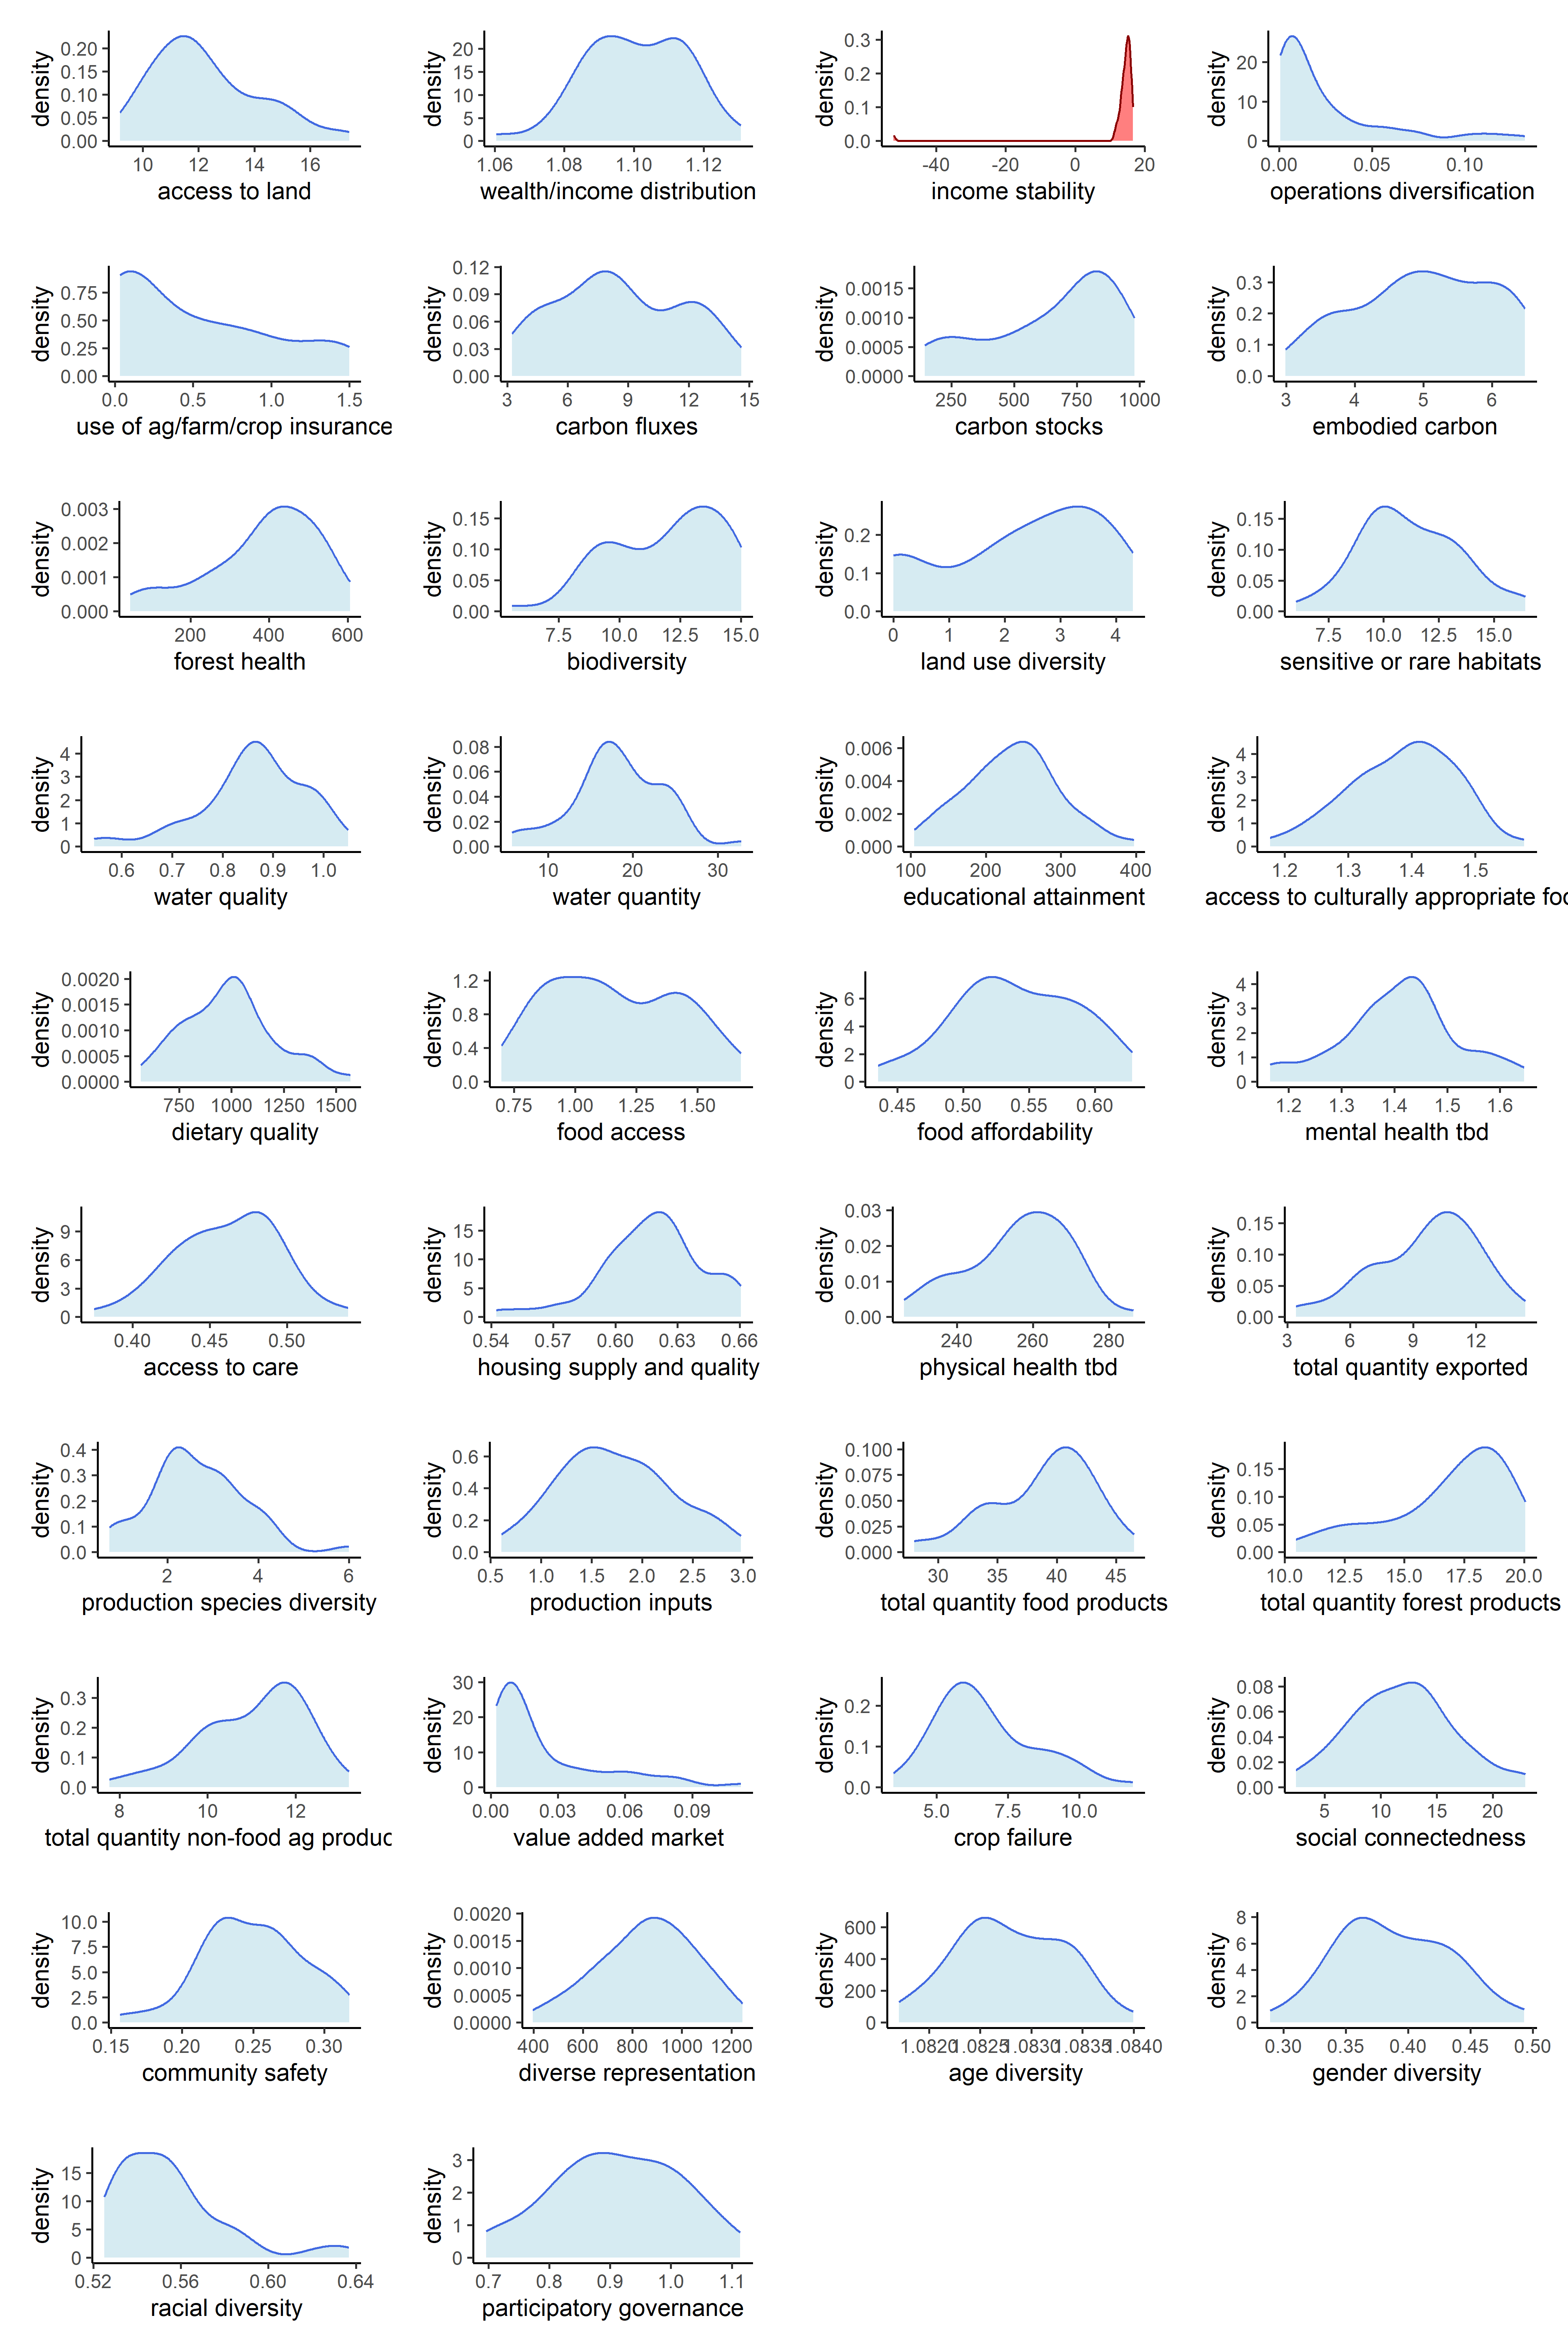 density
0.20
0.15
0.10
0.05
0.00
10 12 14 16
access to land
density
20
15
10
5
0
1.06 1.08 1.10 1.12
wealth/income distribution
density
0.3
0.2
0.1
0.0
-40 -20 0 20
income stability
density
20
10
0
0.00 0.05 0.10
operations diversification
density
0.75
0.50
0.25
0.00
0.0 0.5 1.0 1.5
use of ag/farm/crop insurance
density
0.12
0.09
0.06
0.03
0.00
3 6 9 12 15
carbon fluxes
density
0.0015
0.0010
0.0005
0.0000
250 500 750 1000
carbon stocks
density
0.3
0.2
0.1
0.0
3 4 5 6
embodied carbon
density
0.003
0.002
0.001
0.000
200 400 600
forest health
density
0.15
0.10
0.05
0.00
7.5 10.0 12.5 15.0
biodiversity
density
0.2
0.1
0.0
0 1 2 3 4
land use diversity
density
0.15
0.10
0.05
0.00
7.5 10.0 12.5 15.0
sensitive or rare habitats
density
4
3
2
1
0
0.6 0.7 0.8 0.9 1.0
water quality
density
0.08
0.06
0.04
0.02
0.00
10 20 30
water quantity
density
0.006
0.004
0.002
0.000
100 200 300 400
educational attainment
density
4
3
2
1
0
1.2 1.3 1.4 1.5
access to culturally appropriate foo
density
0.0020
0.0015
0.0010
0.0005
0.0000
750 1000 1250 1500
dietary quality
density
1.2
0.8
0.4
0.0
0.75 1.00 1.25 1.50
food access
density
6
4
2
0
0.45 0.50 0.55 0.60
food affordability
density
4
3
2
1
0
1.2 1.3 1.4 1.5 1.6
mental health tbd
density
9
6
3
0
0.40 0.45 0.50
access to care
density
15
10
5
0
0.54 0.57 0.60 0.63 0.66
housing supply and quality
density
0.03
0.02
0.01
0.00
240 260 280
physical health tbd
density
0.15
0.10
0.05
0.00
3 6 9 12
total quantity exported
density
0.4
0.3
0.2
0.1
0.0
2 4 6
production species diversity
density
0.6
0.4
0.2
0.0
0.5 1.0 1.5 2.0 2.5 3.0
production inputs
density
0.100
0.075
0.050
0.025
0.000
30 35 40 45
total quantity food products
density
0.15
0.10
0.05
0.00
10.0 12.5 15.0 17.5 20.0
total quantity forest products
density
0.3
0.2
0.1
0.0
8 10 12
total quantity non-food ag produc
density
30
20
10
0
0.00 0.03 0.06 0.09
value added market
density
0.2
0.1
0.0
5.0 7.5 10.0
crop failure
density
0.08
0.06
0.04
0.02
0.00
5 10 15 20
social connectedness
density
10.0
7.5
5.0
2.5
0.0
0.15 0.20 0.25 0.30
community safety
density
0.0020
0.0015
0.0010
0.0005
0.0000
400 600 800 1000 1200
diverse representation
density
600
400
200
0
1.0820 1.0825 1.0830 1.0835 1.0840
age diversity
density
8
6
4
2
0
0.30 0.35 0.40 0.45 0.50
gender diversity
density
15
10
5
0
0.52 0.56 0.60 0.64
racial diversity
density
3
2
1
0
0.7 0.8 0.9 1.0 1.1
participatory governance